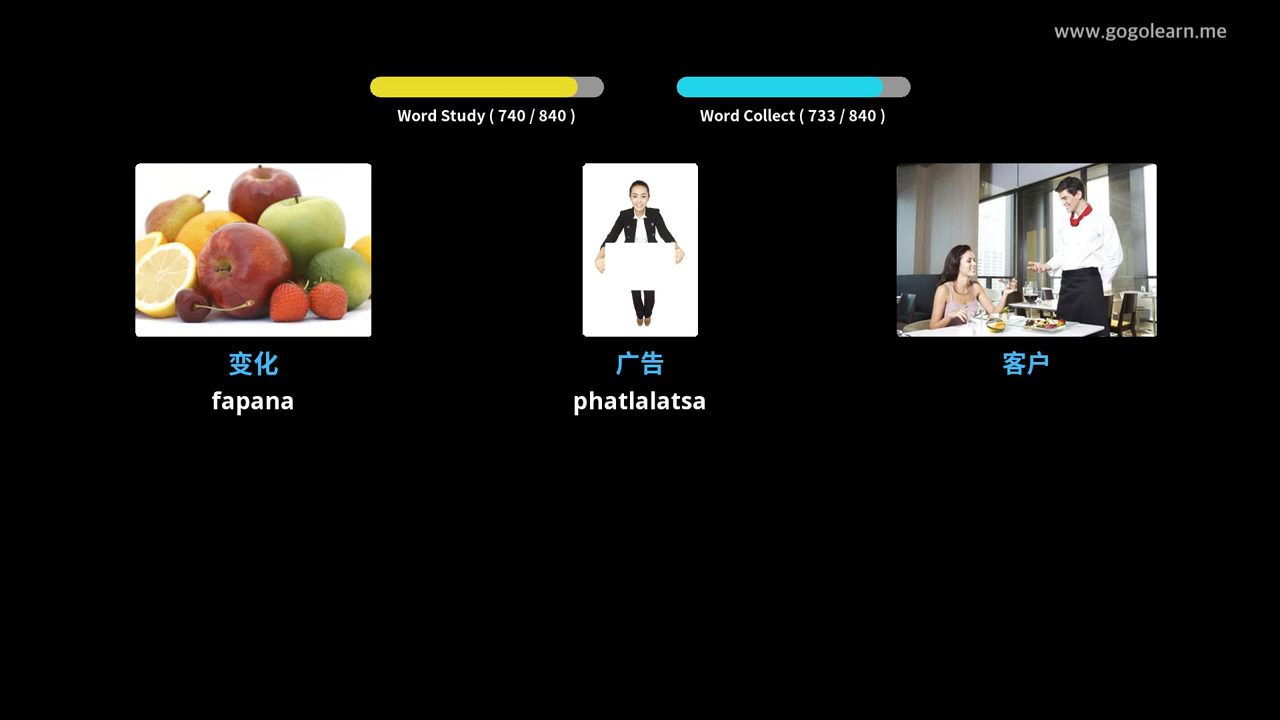 www.gogolearn.me
Word Study ( 740 / 840 )
Word Collect ( 733 / 840 )
变化
广告
客户
fapana
phatlalatsa